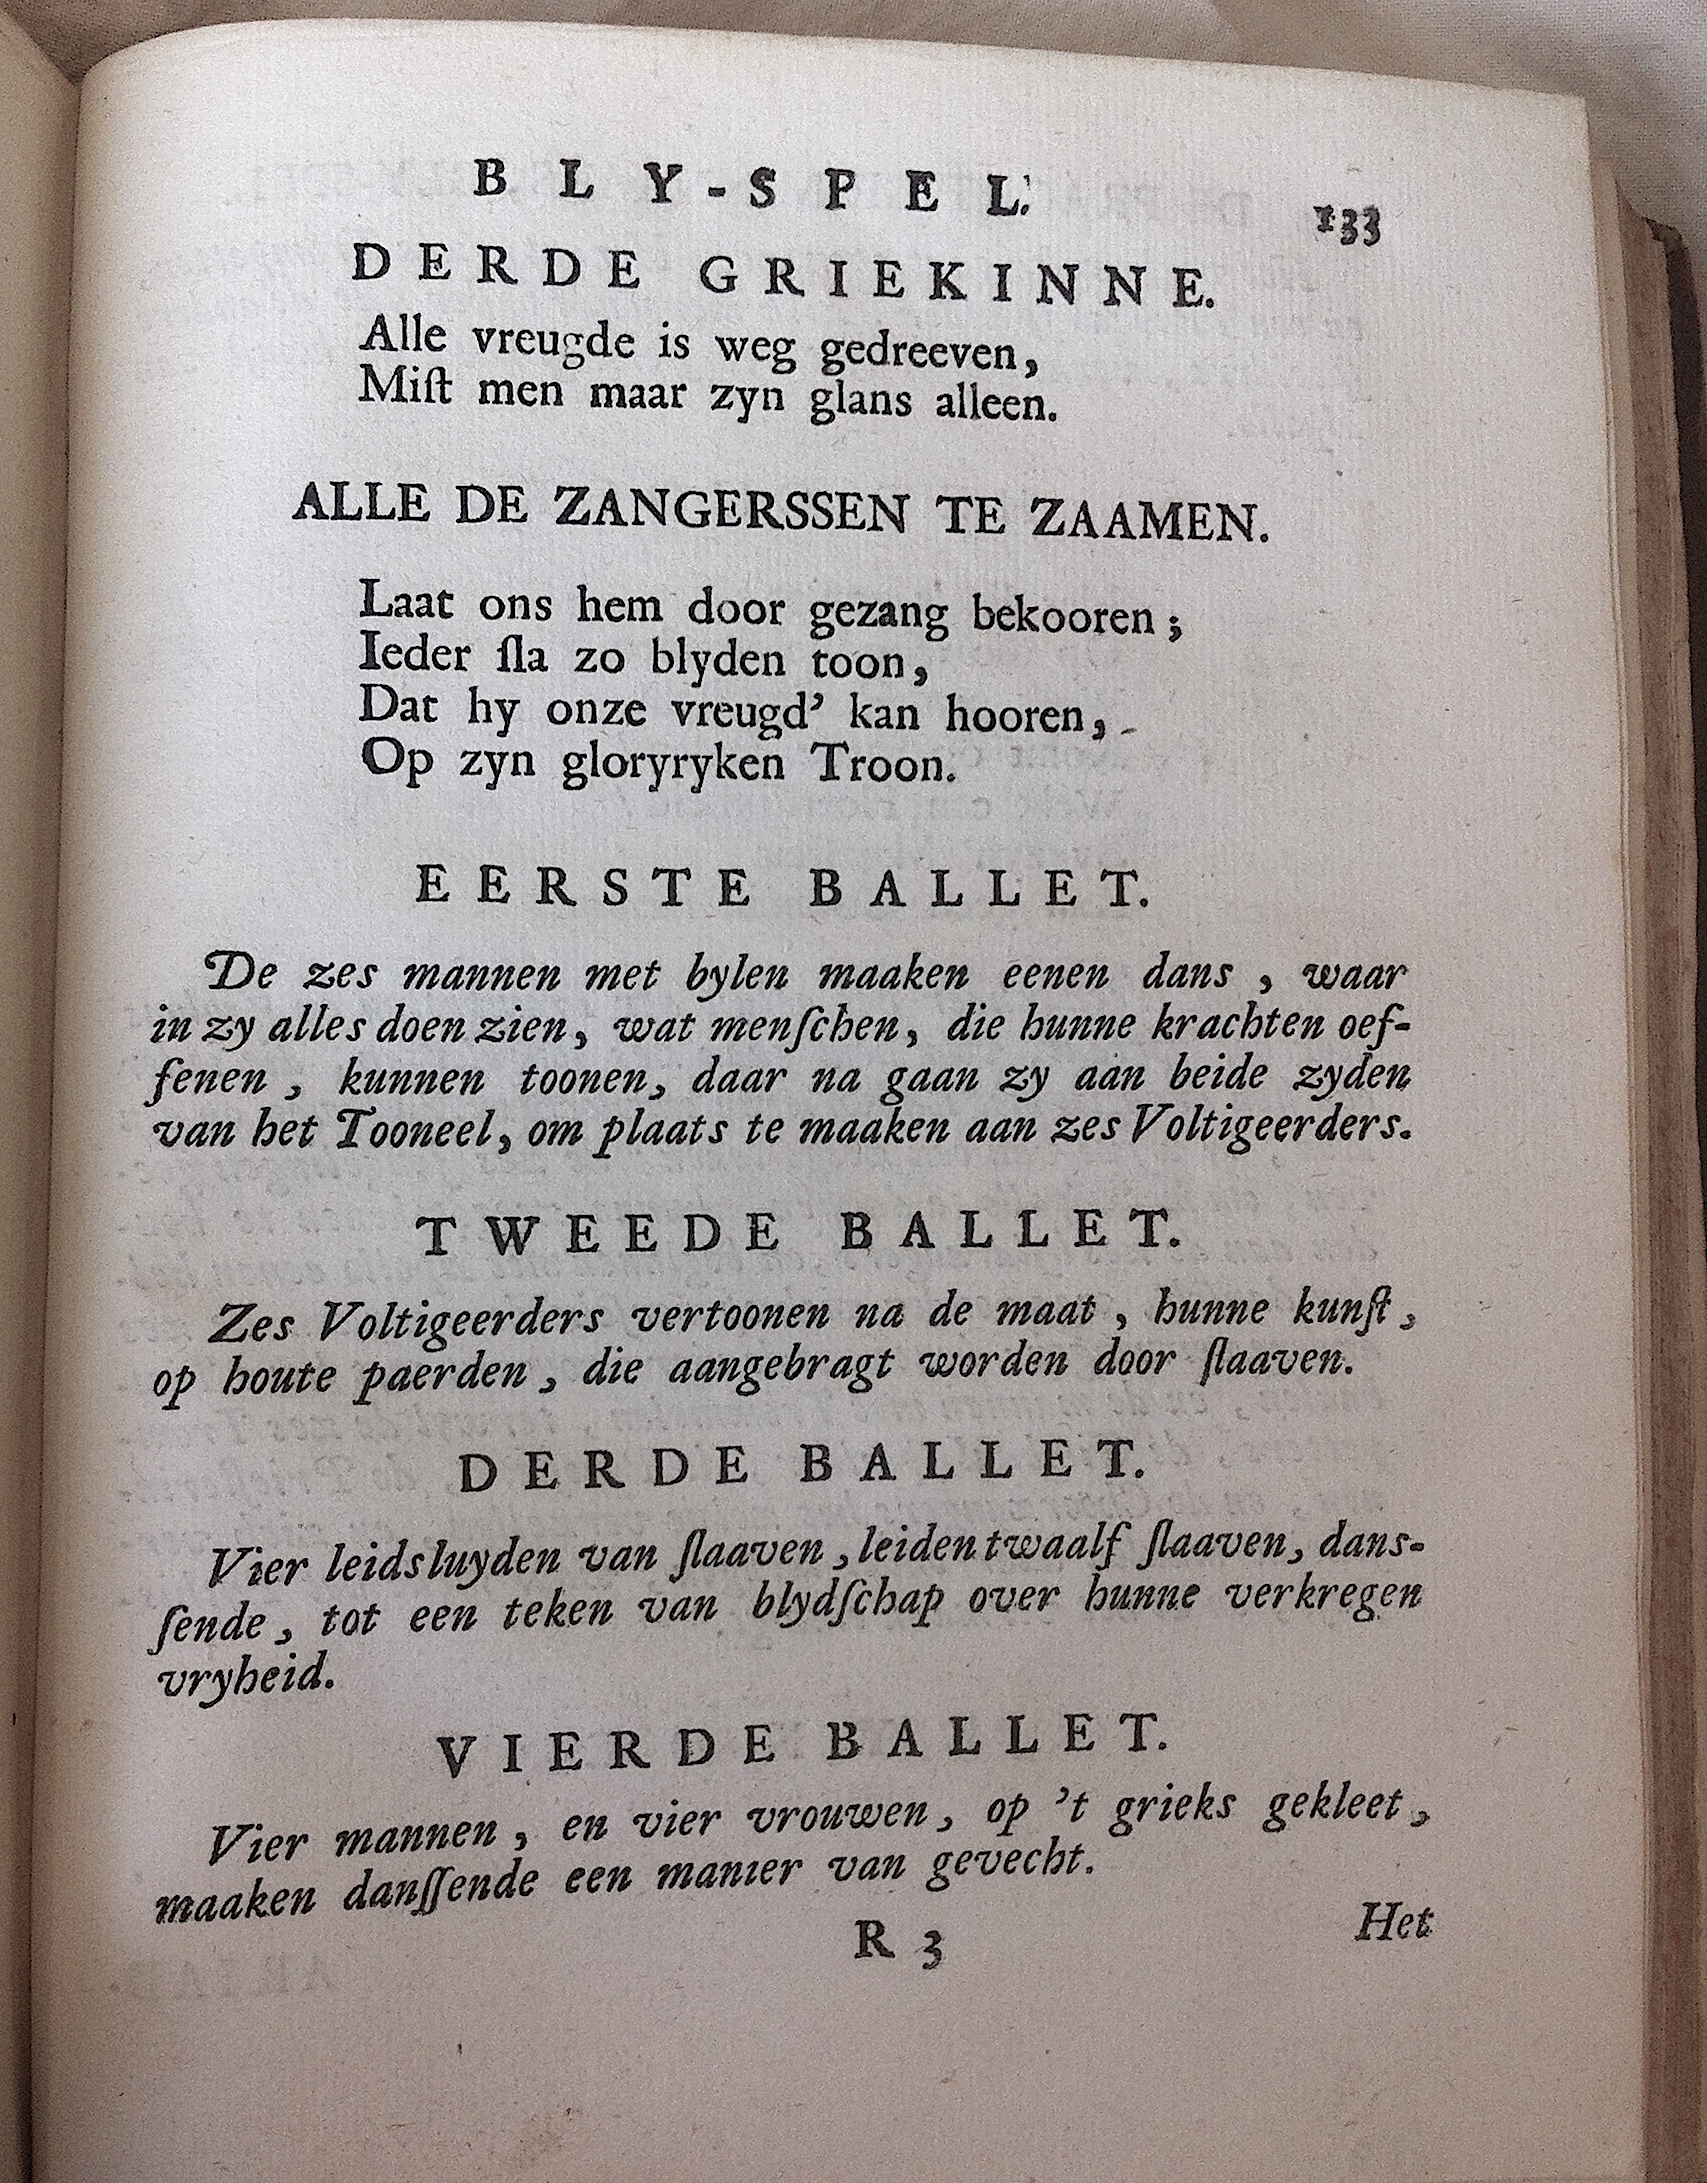 BLY-SPEL. 133
DERDE GRIEKINNE.
Alle vreugde is weg gedreeven,
Miſt men maar zyn glans alleen.
ALLE DE ZANGERSSEN TE ZAAMEN.
Laat ons hem door gezang bekooren;
Ieder ſla zo blyden toon,
Dat hy onze vreugd' kan hooren,
Op zyn gloryryken Troon.
EERSTE BALLET.
De zes mannen met bylen maaken eenen dans, waar
in zy alles doen zien, wat menſchen, die hunne krachten oef-
fenen, kunnen toonen, daar na gaan zy aan beide zyden
van het Tooneel, om plaats te maaken aan zes Voltigeerders.
TWEEDE BALLET.
Zes Voltigeerders vertoonen na de maat, hunne kunſt,
op houte paerden, die aangebragt worden door ſlaaven.
DERDE BALLET.
Vier leidsluyden van ſlaaven, leiden twaalf ſlaaven, dans-
ſende, tot een teken van blydſchap over hunne verkregen
vryheid.
VIERDE BALLET.
Vier mannen, en vier vrouwen, op 't grieks gekleet,
maaken danſſende een manier van gevecht.
R 3 Het